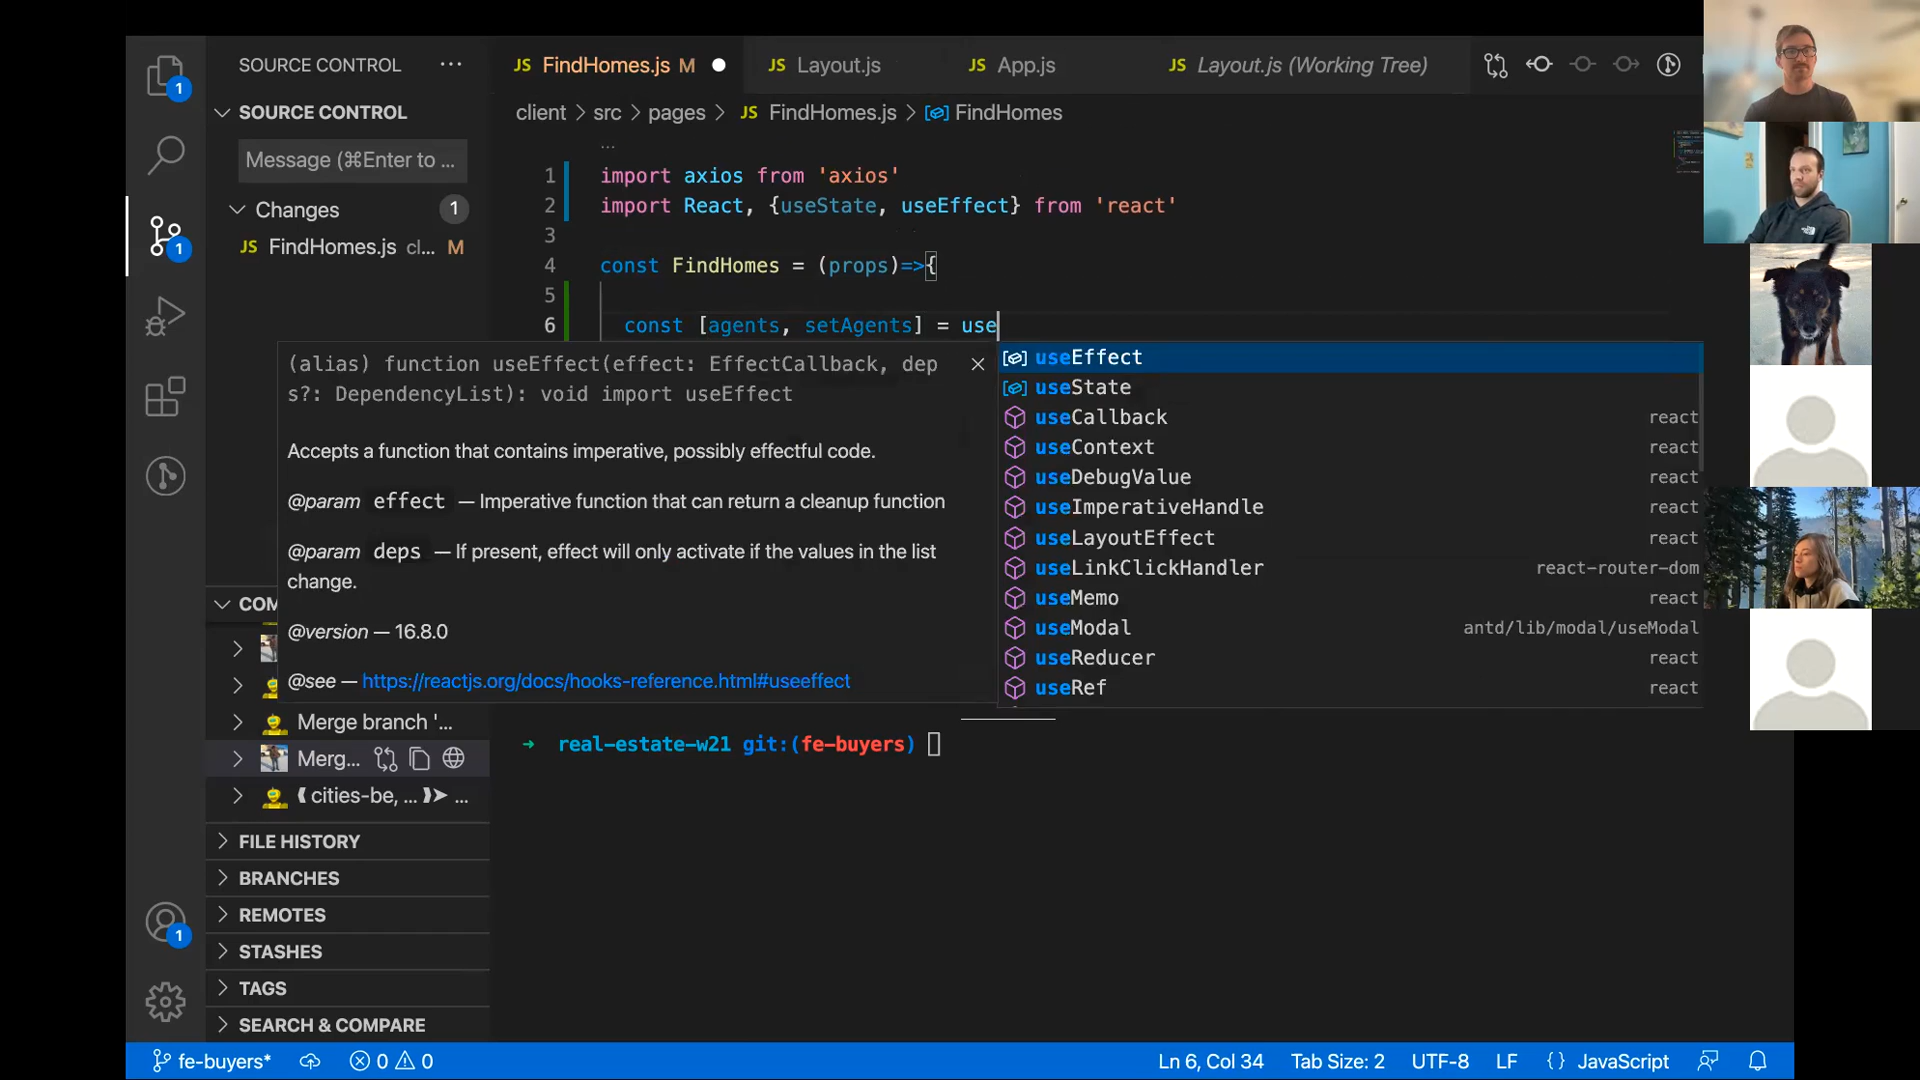 SOURCE CONTROL ...
JS FindHomes.js M
JS Layout.js
JS App.js
JS Layout.js (Working Tree)
1
SOURCE CONTROL
client > src > pages > JS FindHomes.js > FindHomes
Message (⌘Enter to ...
...
1 import axios from 'axios'
Changes 1
2 import React, {useState, useEffect} from 'react'
1
JS FindHomes.js cl... M
3
4 const FindHomes = (props)=>{
5
6 const [agents, setAgents] = use
(alias) function useEffect(effect: EffectCallback, dep
s?: DependencyList): void import useEffect
Accepts a function that contains imperative, possibly effectful code.
@param effect — Imperative function that can return a cleanup function
@param deps — If present, effect will only activate if the values in the list
change.
@version — 16.8.0
@see — https://reactjs.org/docs/hooks-reference.html#useeffect
useEffect
useState
useCallback react
useContext react
useDebugValue react
useImperativeHandle react
useLayoutEffect react
useLinkClickHandler react-router-dom
useMemo react
useModal antd/lib/modal/useModal
useReducer react
useRef react
COM
Merge branch '...
Merg...
⟪ cities-be, ... ⟫➤ ...
→ real-estate-w21 git:(fe-buyers)
FILE HISTORY
BRANCHES
REMOTES
STASHES
TAGS
SEARCH & COMPARE
1
fe-buyers* 0 0 Ln 6, Col 34 Tab Size: 2 UTF-8 LF {} JavaScript